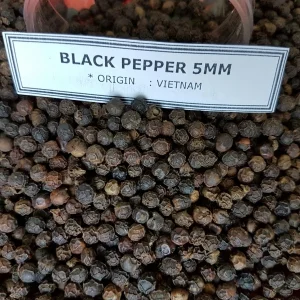 BLACK PEPPER 5MM
* ORIGIN : VIETNAM